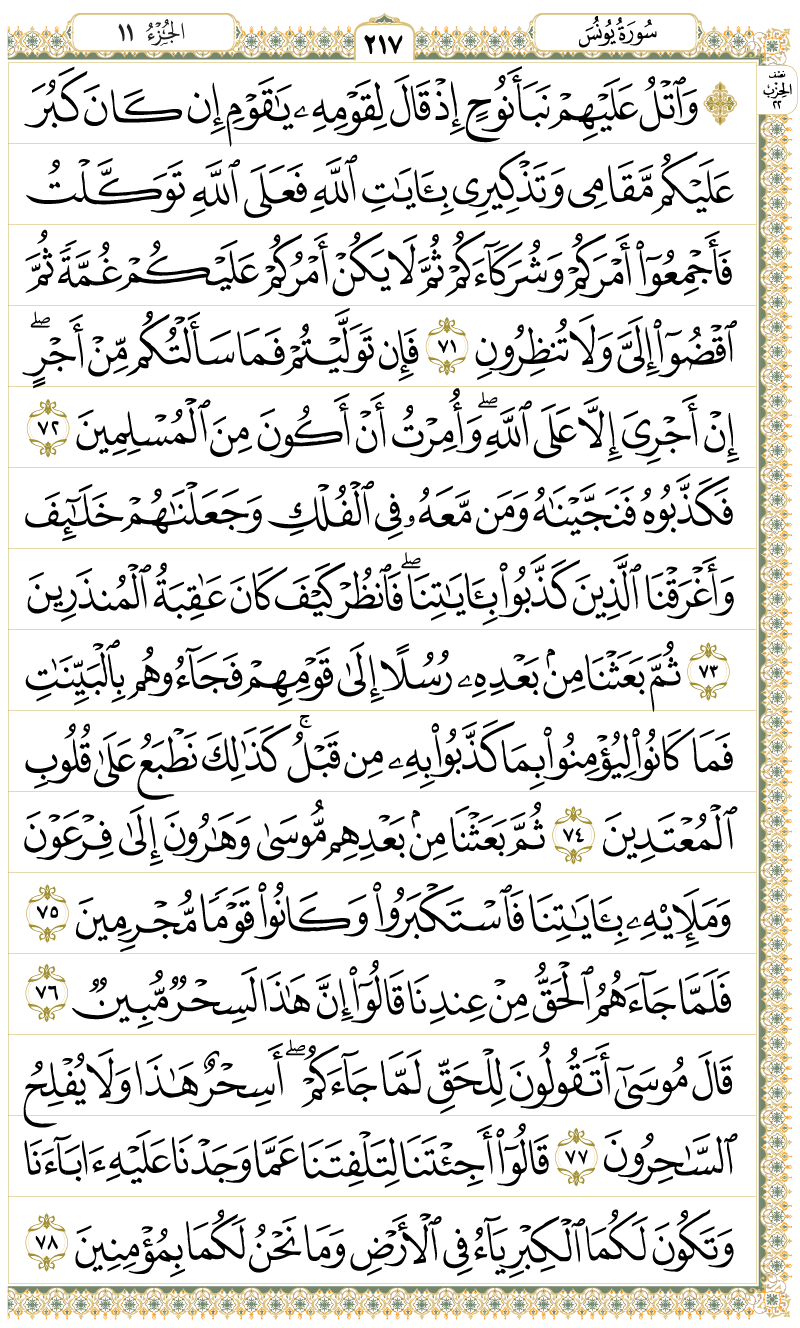 سُورَةُ يُونُسَ
٢١٧
الجُزْءُ ١١
نصف
الحِزْب
٢٢
۞ وَٱتۡلُ عَلَيۡهِمۡ نَبَأَ نُوحٍ إِذۡ قَالَ لِقَوۡمِهِۦ يَٰقَوۡمِ إِن كَانَ كَبُرَ
عَلَيۡكُم مَّقَامِي وَتَذۡكِيرِي بِـَٔايَٰتِ ٱللَّهِ فَعَلَى ٱللَّهِ تَوَكَّلۡتُ
فَأَجۡمِعُوٓاْ أَمۡرَكُمۡ وَشُرَكَآءَكُمۡ ثُمَّ لَا يَكُنۡ أَمۡرُكُمۡ عَلَيۡكُمۡ غُمَّةٗ ثُمَّ
ٱقۡضُوٓاْ إِلَيَّ وَلَا تُنظِرُونِ ٧١ فَإِن تَوَلَّيۡتُمۡ فَمَا سَأَلۡتُكُم مِّنۡ أَجۡرٍۖ
إِنۡ أَجۡرِيَ إِلَّا عَلَى ٱللَّهِۖ وَأُمِرۡتُ أَنۡ أَكُونَ مِنَ ٱلۡمُسۡلِمِينَ ٧٢
فَكَذَّبُوهُ فَنَجَّيۡنَٰهُ وَمَن مَّعَهُۥ فِي ٱلۡفُلۡكِ وَجَعَلۡنَٰهُمۡ خَلَٰٓئِفَ
وَأَغۡرَقۡنَا ٱلَّذِينَ كَذَّبُواْ بِـَٔايَٰتِنَاۖ فَٱنظُرۡ كَيۡفَ كَانَ عَٰقِبَةُ ٱلۡمُنذَرِينَ
٧٣ ثُمَّ بَعَثۡنَا مِنۢ بَعۡدِهِۦ رُسُلًا إِلَىٰ قَوۡمِهِمۡ فَجَآءُوهُم بِٱلۡبَيِّنَٰتِ
فَمَا كَانُواْ لِيُؤۡمِنُواْ بِمَا كَذَّبُواْ بِهِۦ مِن قَبۡلُۚ كَذَٰلِكَ نَطۡبَعُ عَلَىٰ قُلُوبِ
ٱلۡمُعۡتَدِينَ ٧٤ ثُمَّ بَعَثۡنَا مِنۢ بَعۡدِهِم مُّوسَىٰ وَهَٰرُونَ إِلَىٰ فِرۡعَوۡنَ
وَمَلَإِيْهِۦ بِـَٔايَٰتِنَا فَٱسۡتَكۡبَرُواْ وَكَانُواْ قَوۡمٗا مُّجۡرِمِينَ ٧٥
فَلَمَّا جَآءَهُمُ ٱلۡحَقُّ مِنۡ عِندِنَا قَالُوٓاْ إِنَّ هَٰذَا لَسِحۡرٞ مُّبِينٞ ٧٦
قَالَ مُوسَىٰٓ أَتَقُولُونَ لِلۡحَقِّ لَمَّا جَآءَكُمۡۖ أَسِحۡرٌ هَٰذَا وَلَا يُفۡلِحُ
ٱلسَّٰحِرُونَ ٧٧ قَالُوٓاْ أَجِئۡتَنَا لِتَلۡفِتَنَا عَمَّا وَجَدۡنَا عَلَيۡهِ ءَابَآءَنَا
وَتَكُونَ لَكُمَا ٱلۡكِبۡرِيَآءُ فِي ٱلۡأَرۡضِ وَمَا نَحۡنُ لَكُمَا بِمُؤۡمِنِينَ ٧٨